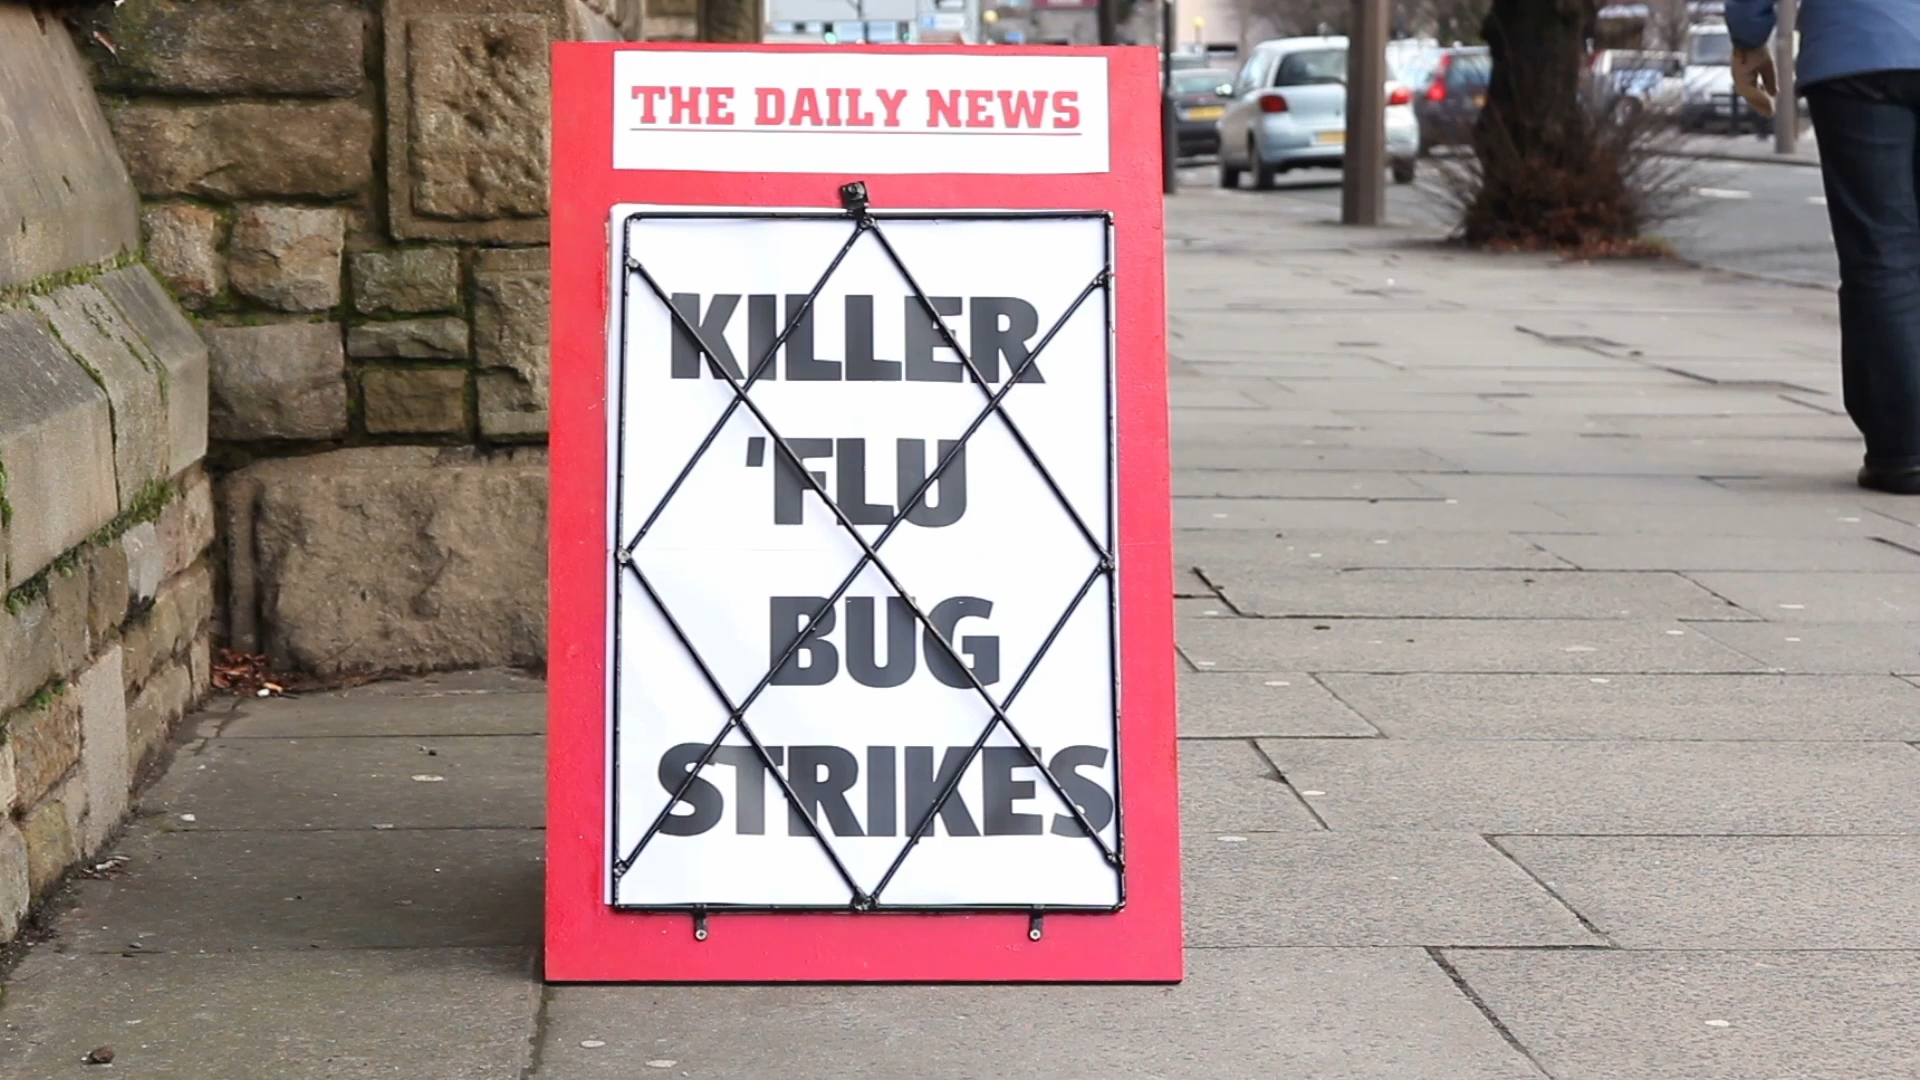 THE DAILY NEWS
KILLER
'FLU
BUG
STRIKES